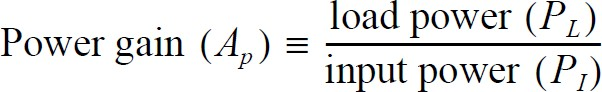 Power gain (A_p) ≡ load power (P_L) / input power (P_I)